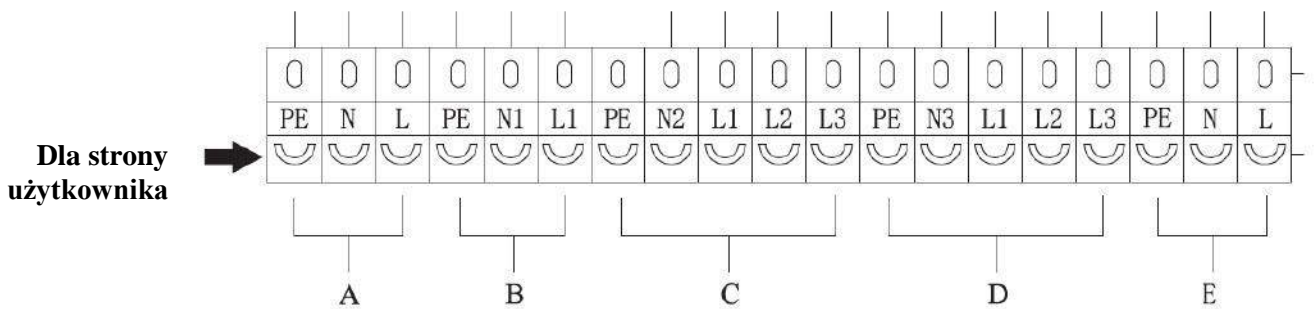 PE N L PE N1 L1 PE N2 L1 L2 L3 PE N3 L1 L2 L3 PE N L
Dla strony
użytkownika
A B C D E